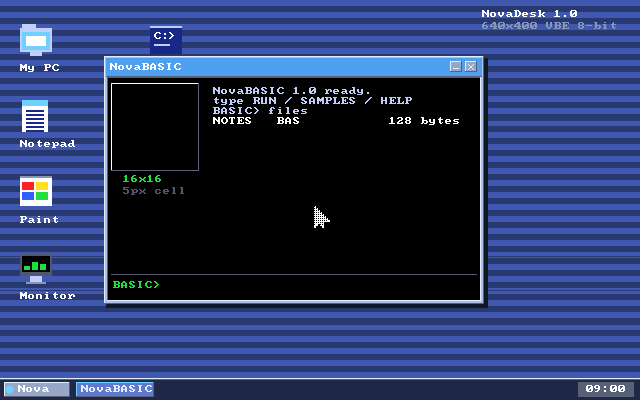 NovaDesk 1.0
640x400 VBE 8-bit
My PC
C:>
Notepad
Paint
Monitor
NovaBASIC
NovaBASIC 1.0 ready.
type RUN / SAMPLES / HELP
BASIC> files
NOTES BAS 128 bytes
16x16
5px cell
BASIC>
Nova
NovaBASIC
09:00